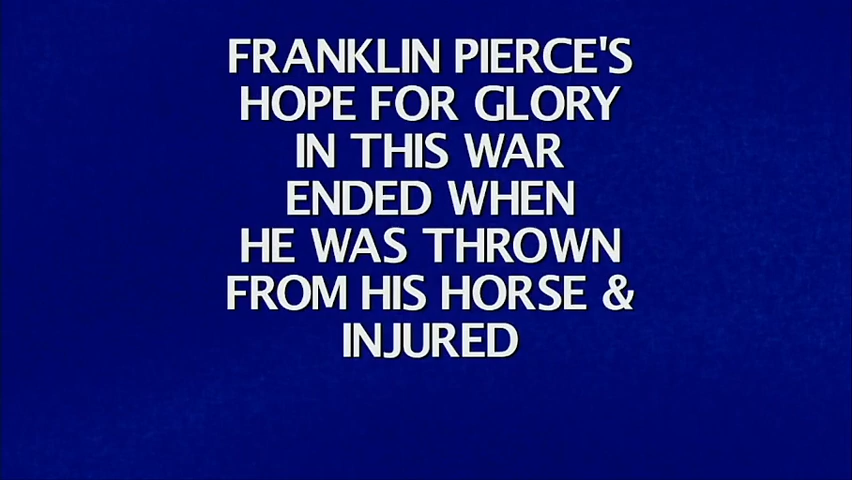 FRANKLIN PIERCE'S
HOPE FOR GLORY
IN THIS WAR
ENDED WHEN
HE WAS THROWN
FROM HIS HORSE &
INJURED